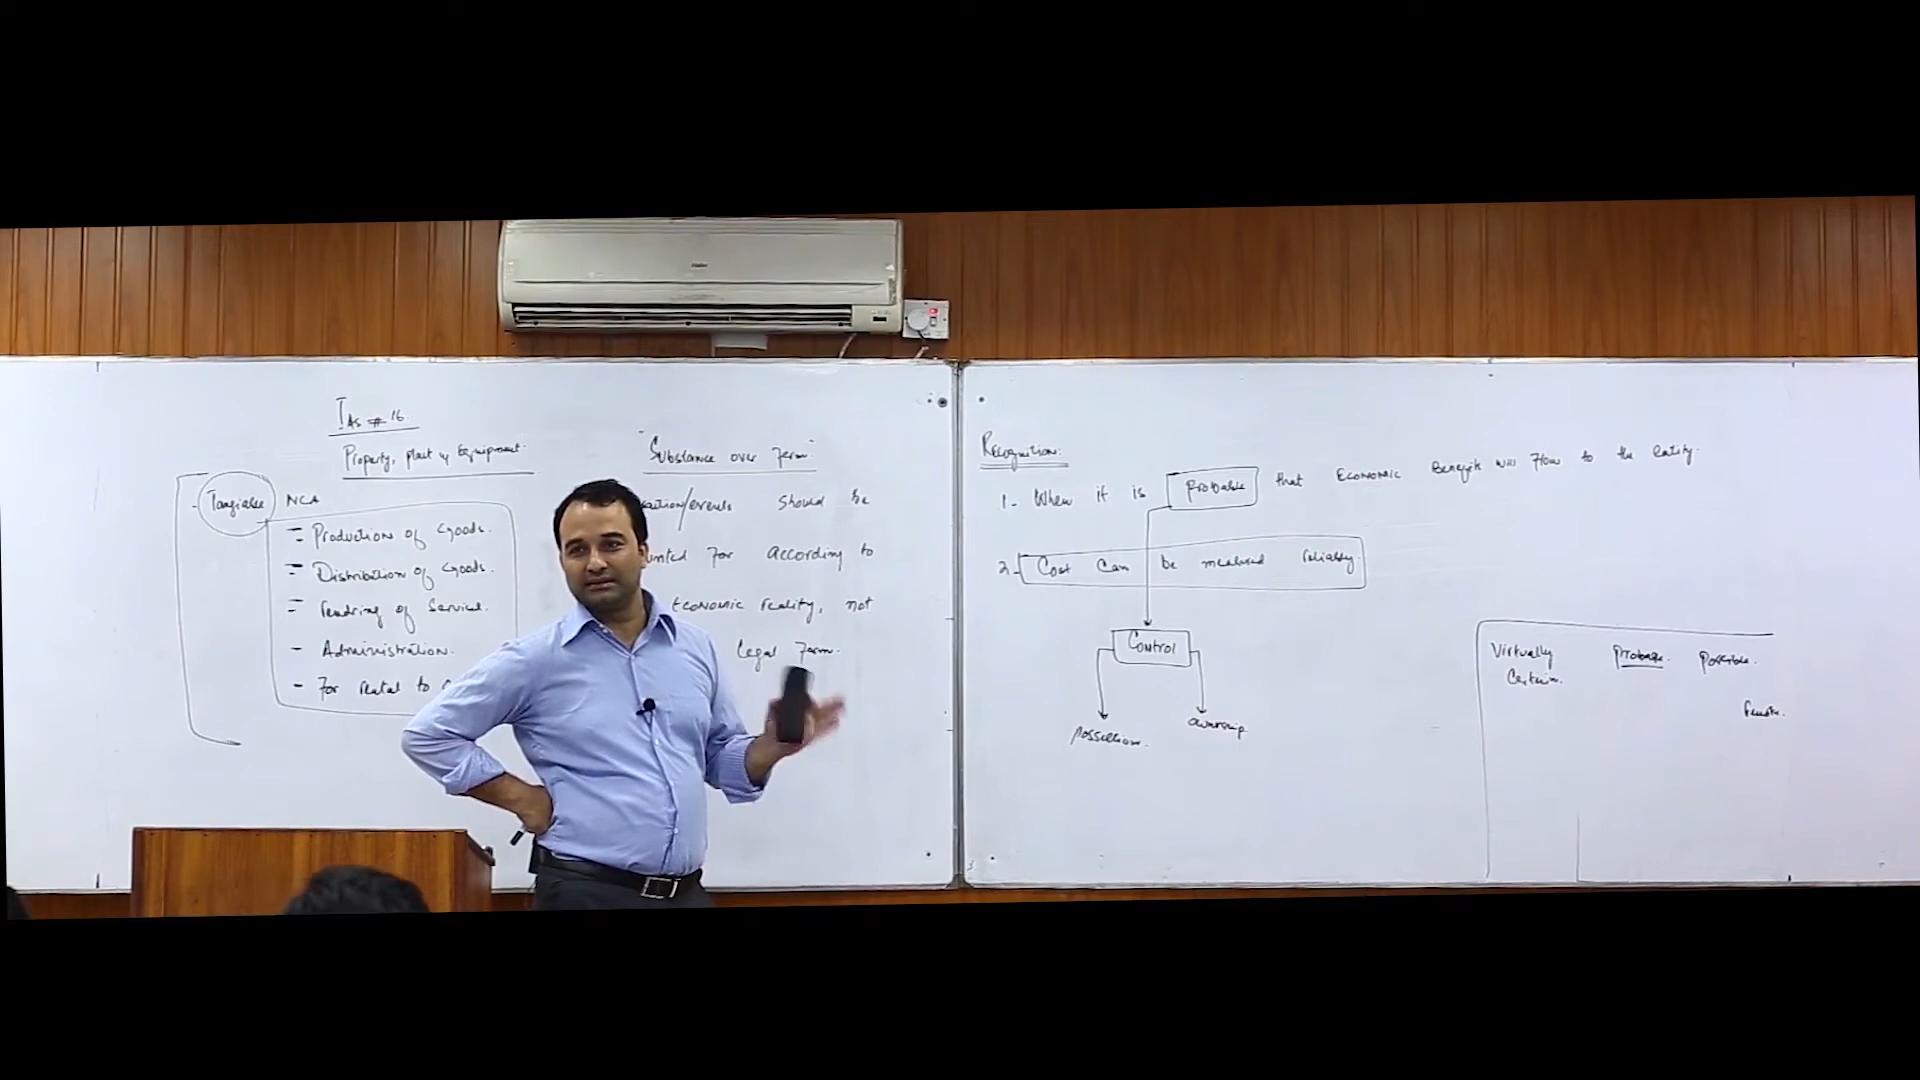 IAS # 16.
Property, plant & Equipment.
- Tangible NCA
= Production of Goods.
= Distribution of Goods.
= rendring of Service.
- Administration.
- For rental to
"Substance over Form"
/events should be
For according to
Economic reality, not
legal Form.
Recognition:
1- When it is probable that Economic Benefit will Flow to the entity.
2- Cost Can be measured reliably.
Control
possession.
ownership
Virtually Certain.
Probable.
Possible.
Remote.
Haier